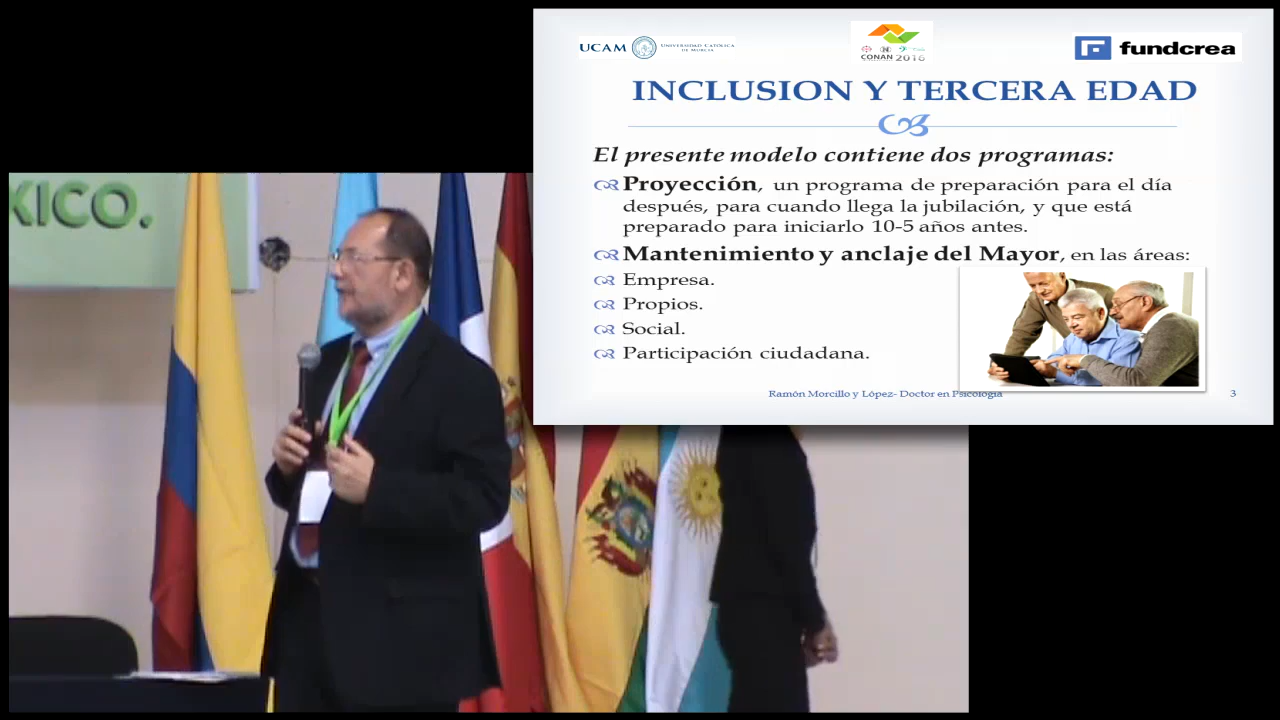 UCAM UNIVERSIDAD CATÓLICA
DE MURCIA
CONAN 2016
fundcrea
INCLUSION Y TERCERA EDAD
El presente modelo contiene dos programas:
Proyección, un programa de preparación para el día
después, para cuando llega la jubilación, y que está
preparado para iniciarlo 10-5 años antes.
Mantenimiento y anclaje del Mayor, en las áreas:
Empresa.
Propios.
Social.
Participación ciudadana.
Ramón Morcillo y López- Doctor en Psicología
3
XICO.